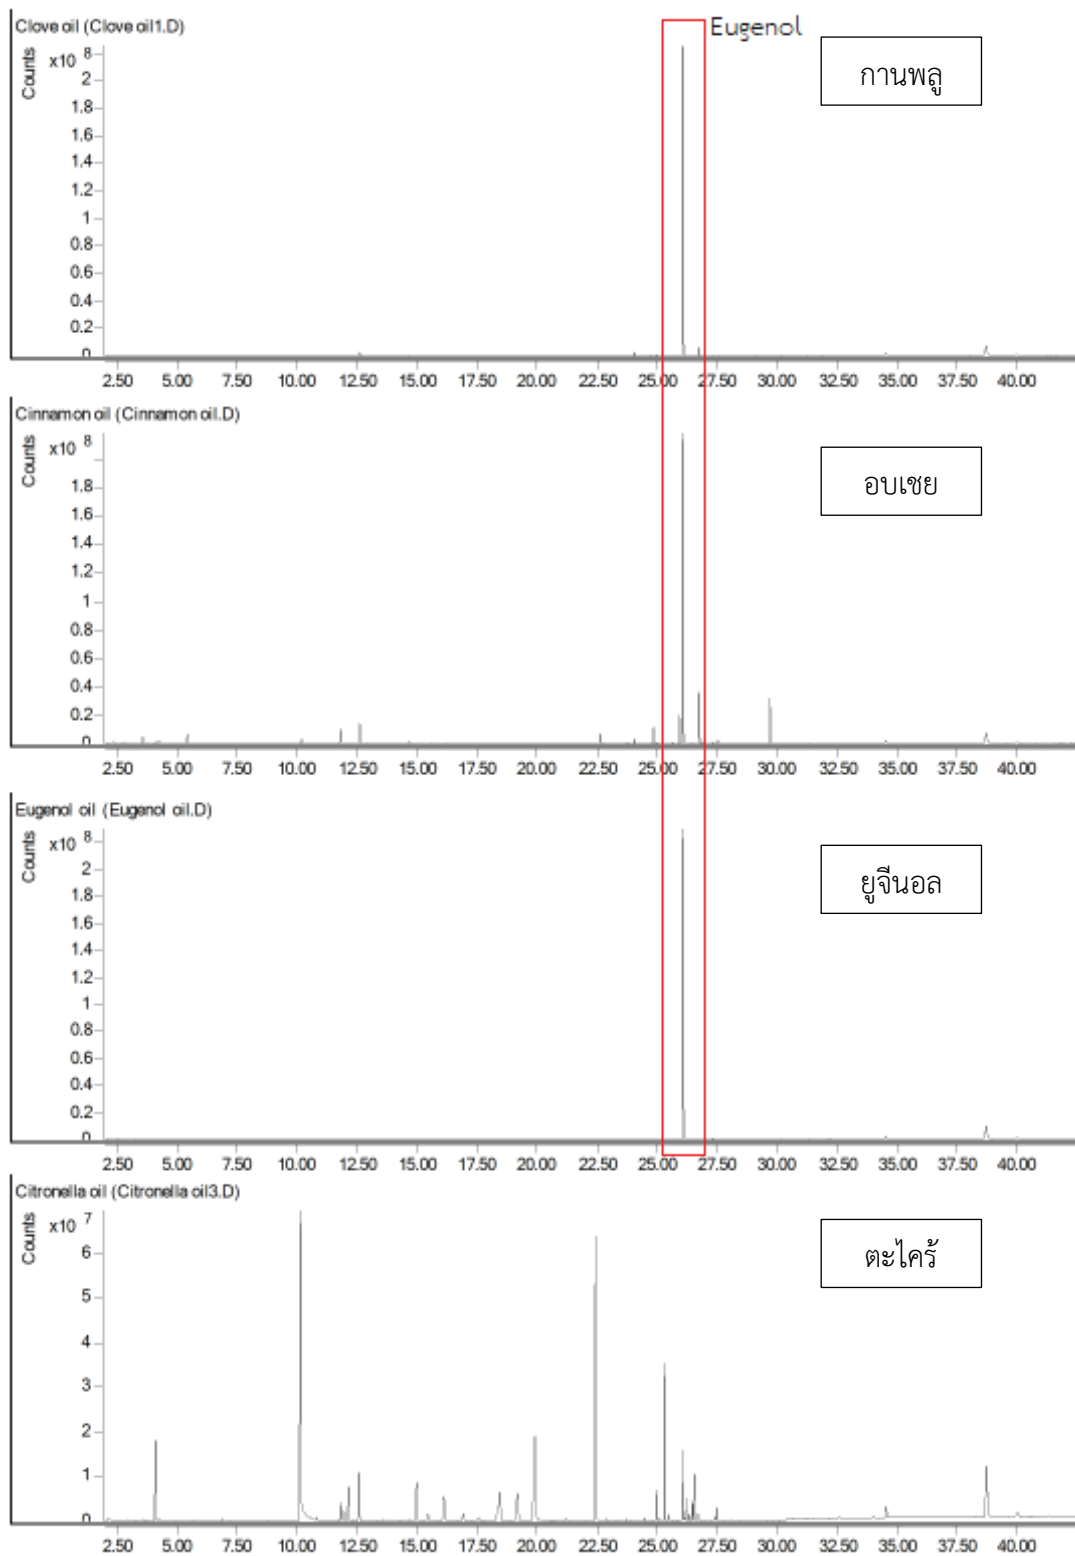 Clove oil (Clove oil1.D)
Eugenol
Counts
x10 8
กานพลู
2
1.8
1.6
1.4
1.2
1
0.8
0.6
0.4
0.2
0
2.50 5.00 7.50 10.00 12.50 15.00 17.50 20.00 22.50 25.00 27.50 30.00 32.50 35.00 37.50 40.00
Cinnamon oil (Cinnamon oil.D)
Counts
x10 8
อบเชย
1.8
1.6
1.4
1.2
1
0.8
0.6
0.4
0.2
0
2.50 5.00 7.50 10.00 12.50 15.00 17.50 20.00 22.50 25.00 27.50 30.00 32.50 35.00 37.50 40.00
Eugenol oil (Eugenol oil.D)
Counts
x10 8
ยูจีนอล
2
1.8
1.6
1.4
1.2
1
0.8
0.6
0.4
0.2
0
2.50 5.00 7.50 10.00 12.50 15.00 17.50 20.00 22.50 25.00 27.50 30.00 32.50 35.00 37.50 40.00
Citronella oil (Citronella oil3.D)
Counts
x10 7
ตะไคร้
6
5
4
3
2
1
0
2.50 5.00 7.50 10.00 12.50 15.00 17.50 20.00 22.50 25.00 27.50 30.00 32.50 35.00 37.50 40.00